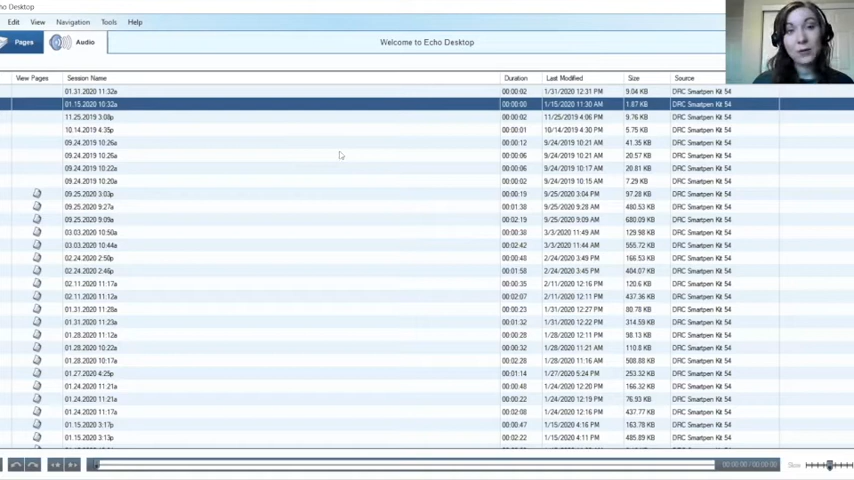 Echo Desktop
Edit View Navigation Tools Help
Pages Audio Welcome to Echo Desktop
View Pages Session Name Duration Last Modified Size Source
01.31.2020 11:32a 00:00:02 1/31/2020 12:31 PM 9.04 KB DRC Smartpen Kit 54
01.15.2020 10:32a 00:00:00 1/15/2020 11:30 AM 1.87 KB DRC Smartpen Kit 54
11.25.2019 3:08p 00:00:02 11/25/2019 4:06 PM 9.76 KB DRC Smartpen Kit 54
10.14.2019 4:35p 00:00:01 10/14/2019 4:30 PM 5.75 KB DRC Smartpen Kit 54
09.24.2019 10:26a 00:00:12 9/24/2019 10:21 AM 41.35 KB DRC Smartpen Kit 54
09.24.2019 10:26a 00:00:06 9/24/2019 10:21 AM 20.57 KB DRC Smartpen Kit 54
09.24.2019 10:22a 00:00:06 9/24/2019 10:17 AM 20.81 KB DRC Smartpen Kit 54
09.24.2019 10:20a 00:00:02 9/24/2019 10:15 AM 7.29 KB DRC Smartpen Kit 54
09.25.2020 3:03p 00:00:19 9/25/2020 3:04 PM 97.28 KB DRC Smartpen Kit 54
09.25.2020 9:27a 00:01:38 9/25/2020 9:28 AM 480.53 KB DRC Smartpen Kit 54
09.25.2020 9:09a 00:02:19 9/25/2020 9:09 AM 680.09 KB DRC Smartpen Kit 54
03.03.2020 10:50a 00:00:38 3/3/2020 11:49 AM 129.98 KB DRC Smartpen Kit 54
03.03.2020 10:44a 00:02:42 3/3/2020 11:44 AM 555.72 KB DRC Smartpen Kit 54
02.24.2020 2:50p 00:00:48 2/24/2020 3:49 PM 166.53 KB DRC Smartpen Kit 54
02.24.2020 2:46p 00:01:58 2/24/2020 3:45 PM 404.07 KB DRC Smartpen Kit 54
02.11.2020 11:17a 00:00:35 2/11/2020 12:16 PM 120.6 KB DRC Smartpen Kit 54
02.11.2020 11:12a 00:02:07 2/11/2020 12:11 PM 437.36 KB DRC Smartpen Kit 54
01.31.2020 11:28a 00:00:23 1/31/2020 12:27 PM 80.78 KB DRC Smartpen Kit 54
01.31.2020 11:23a 00:01:32 1/31/2020 12:22 PM 314.59 KB DRC Smartpen Kit 54
01.28.2020 11:12a 00:00:28 1/28/2020 12:11 PM 98.13 KB DRC Smartpen Kit 54
01.28.2020 10:22a 00:00:32 1/28/2020 11:21 AM 110.8 KB DRC Smartpen Kit 54
01.28.2020 10:17a 00:02:28 1/28/2020 11:16 AM 508.88 KB DRC Smartpen Kit 54
01.27.2020 4:25p 00:01:14 1/27/2020 5:24 PM 253.32 KB DRC Smartpen Kit 54
01.24.2020 11:21a 00:00:48 1/24/2020 12:20 PM 166.32 KB DRC Smartpen Kit 54
01.24.2020 11:21a 00:00:22 1/24/2020 12:19 PM 76.93 KB DRC Smartpen Kit 54
01.24.2020 11:17a 00:02:08 1/24/2020 12:16 PM 437.77 KB DRC Smartpen Kit 54
01.15.2020 3:17p 00:00:47 1/15/2020 4:16 PM 163.78 KB DRC Smartpen Kit 54
01.15.2020 3:13p 00:02:22 1/15/2020 4:11 PM 485.89 KB DRC Smartpen Kit 54
00:00:00 / 00:00:00 Slow